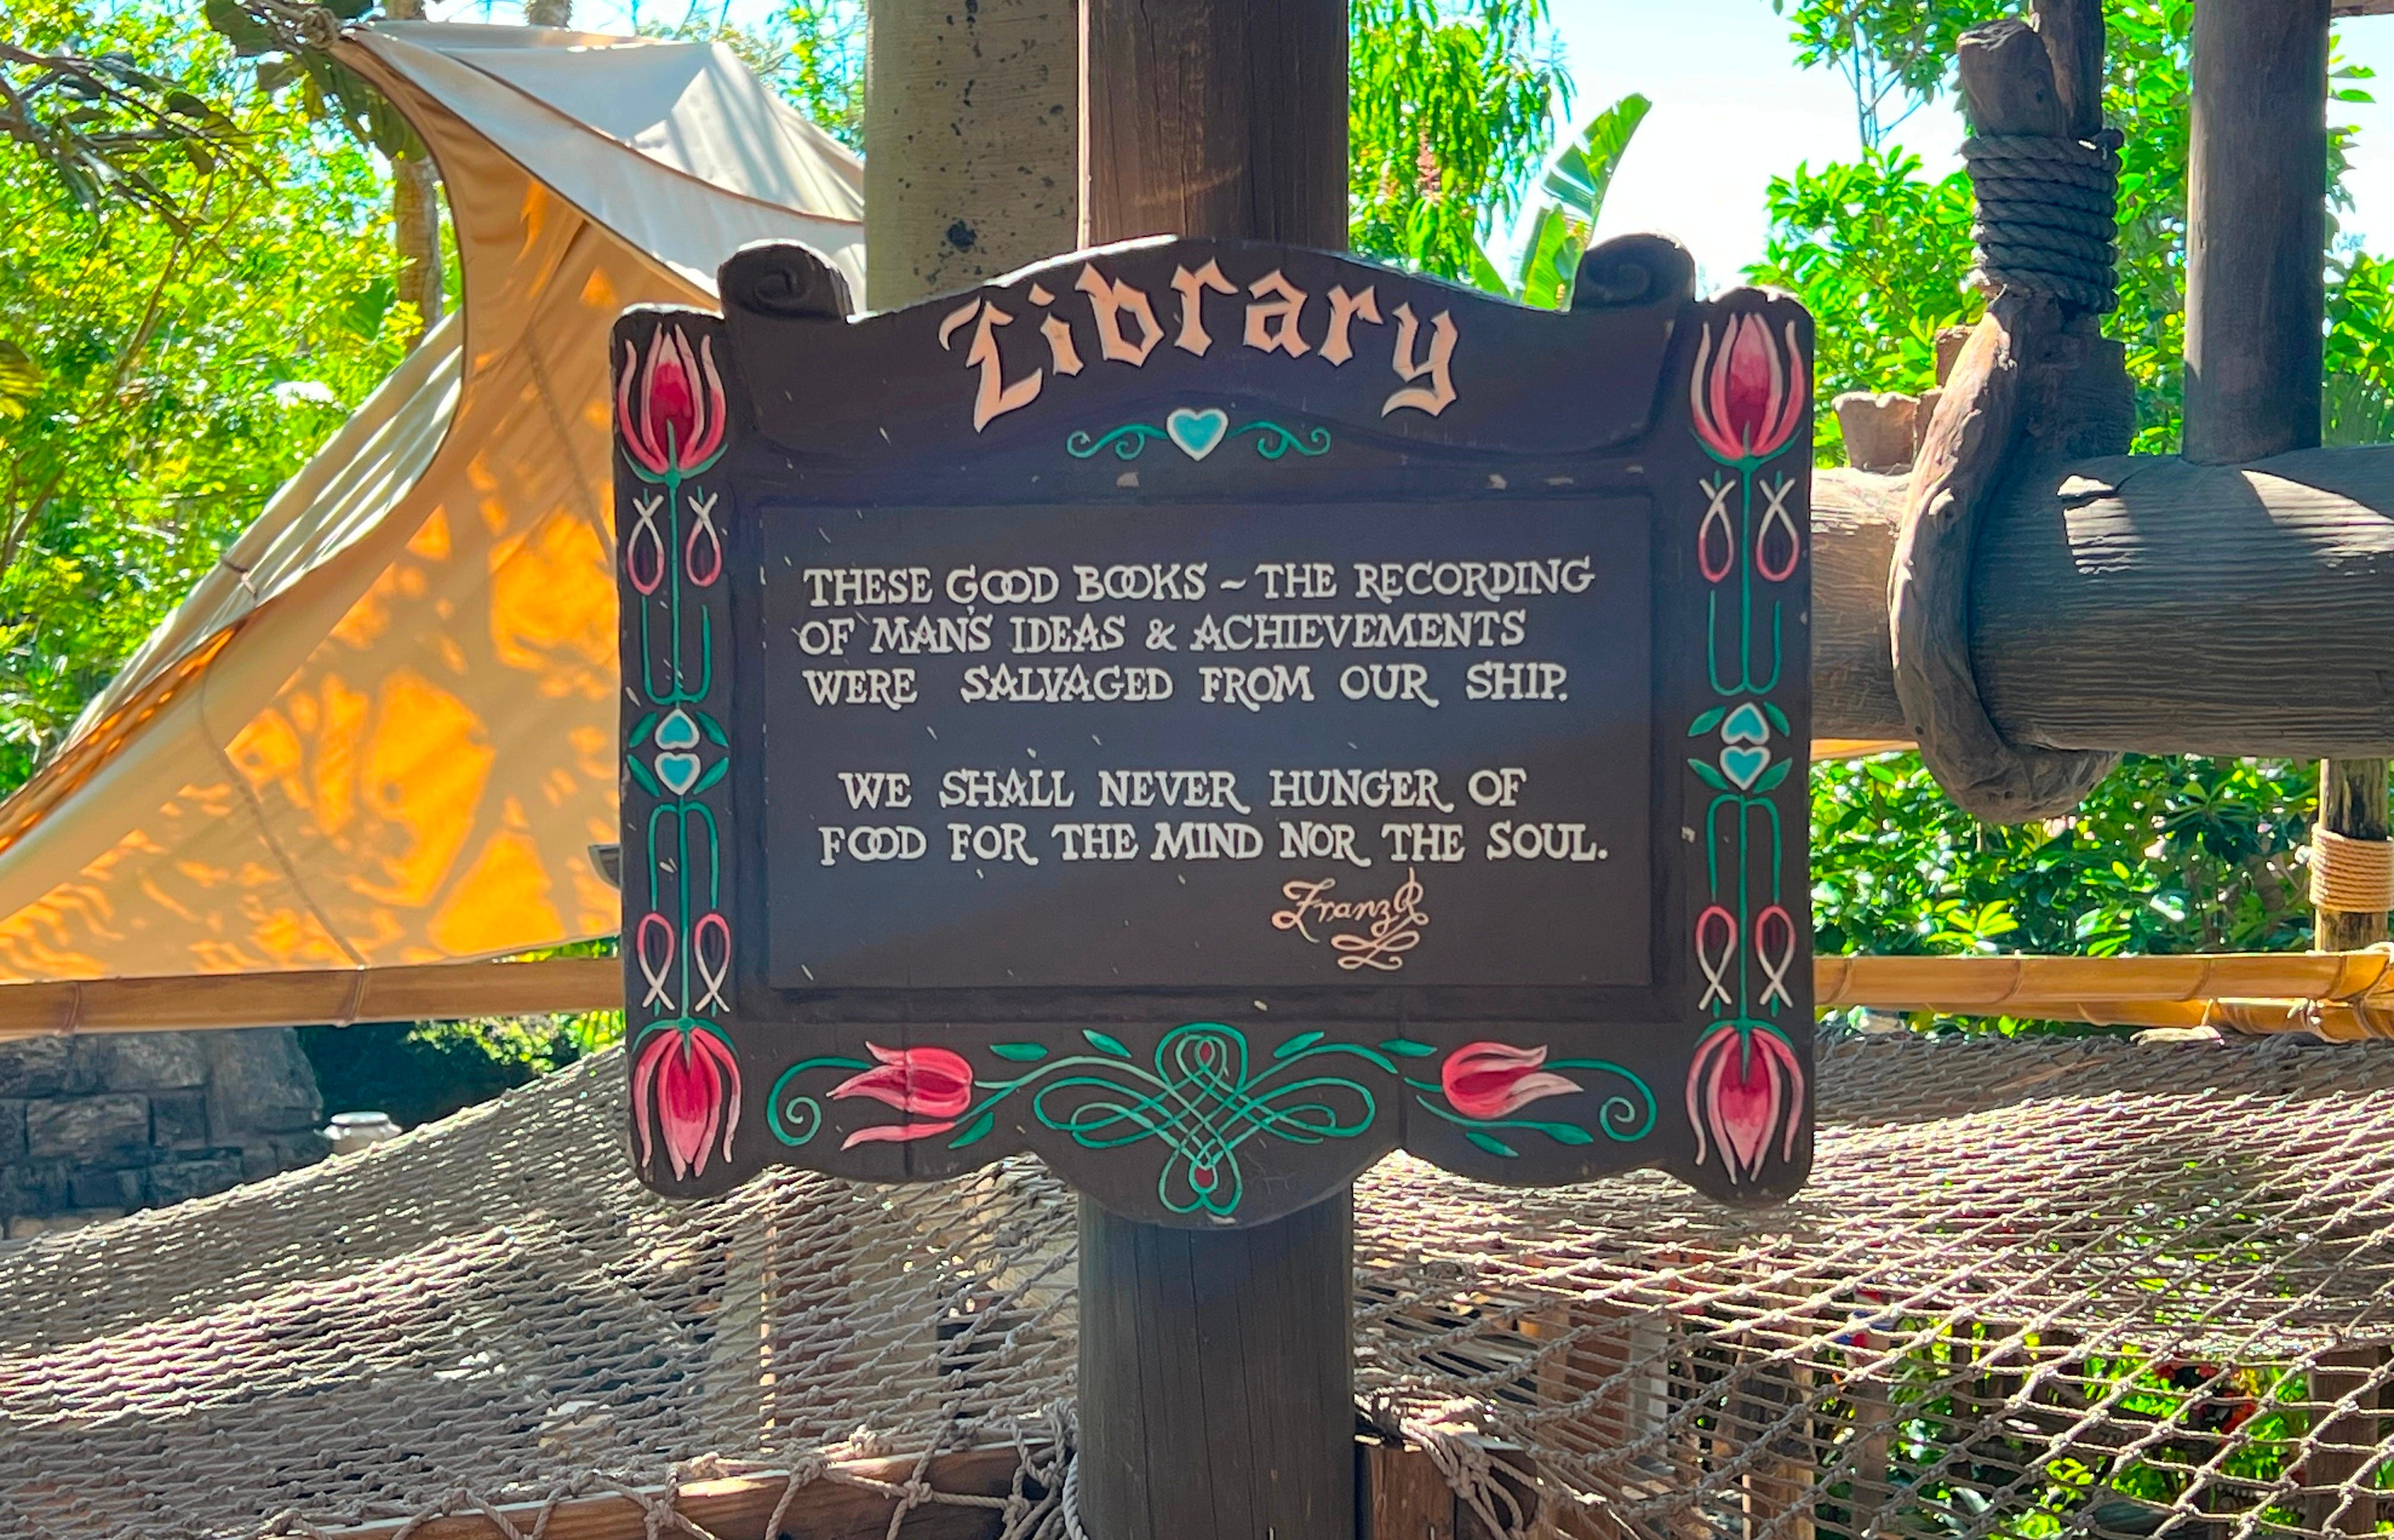 Library
THESE GOOD BOOKS ~ THE RECORDING
OF MAN'S IDEAS & ACHIEVEMENTS
WERE SALVAGED FROM OUR SHIP.
WE SHALL NEVER HUNGER OF
FOOD FOR THE MIND NOR THE SOUL.
Franz R